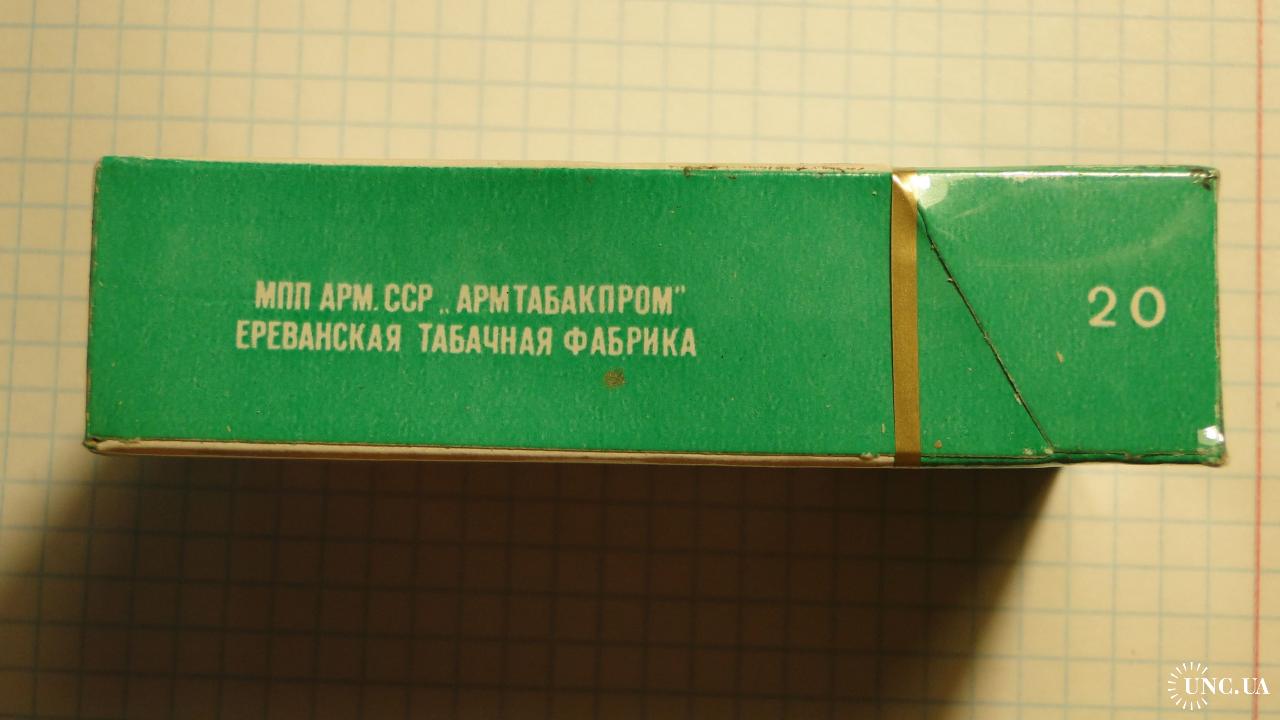 МПП АРМ. ССР „АРМТАБАКПРОМ"
ЕРЕВАНСКАЯ ТАБАЧНАЯ ФАБРИКА
20
UNC.UA